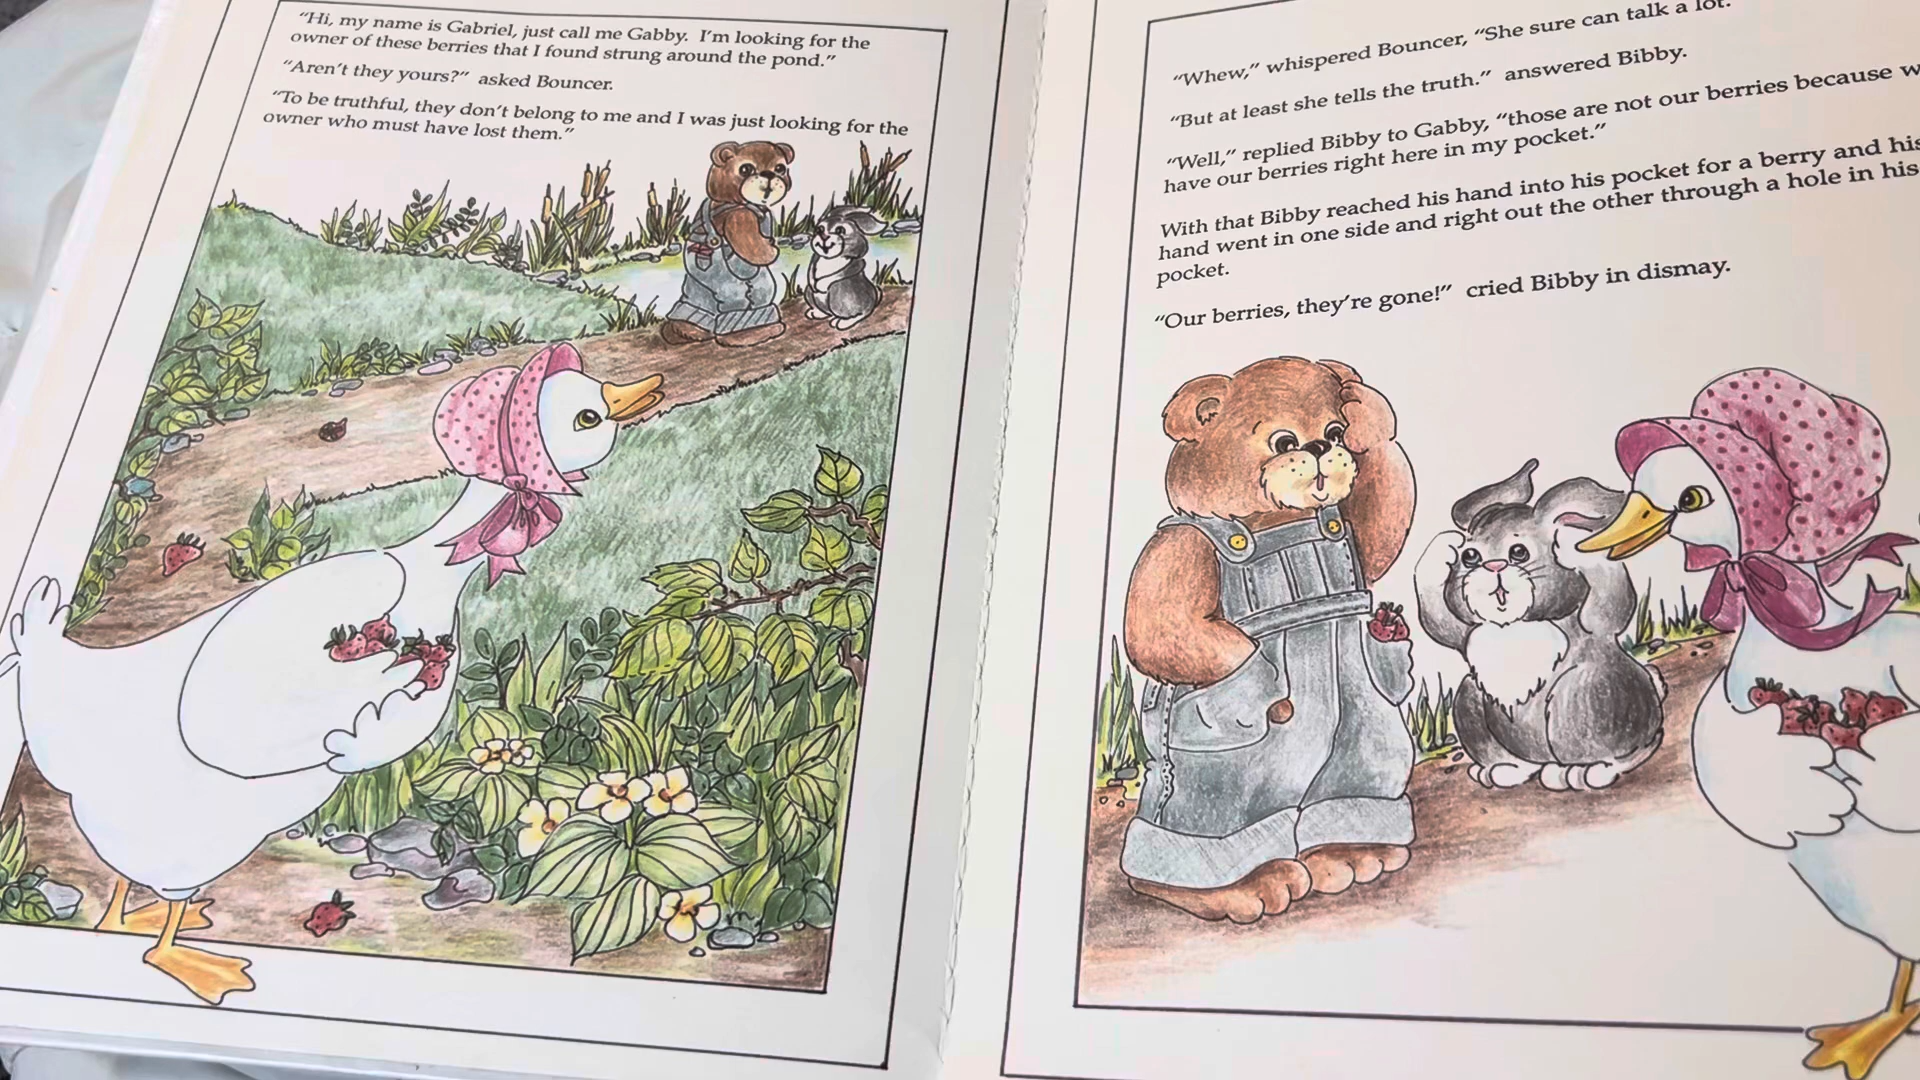 “Hi, my name is Gabriel, just call me Gabby. I’m looking for the
owner of these berries that I found strung around the pond.”
“Aren’t they yours?” asked Bouncer.
“To be truthful, they don’t belong to me and I was just looking for the
owner who must have lost them.”
“Whew,” whispered Bouncer, “She sure can talk a lot.
“But at least she tells the truth.” answered Bibby.
“Well,” replied Bibby to Gabby, “those are not our berries because
have our berries right here in my pocket.”
With that Bibby reached his hand into his pocket for a berry and his
hand went in one side and right out the other through a hole in his
pocket.
“Our berries, they’re gone!” cried Bibby in dismay.